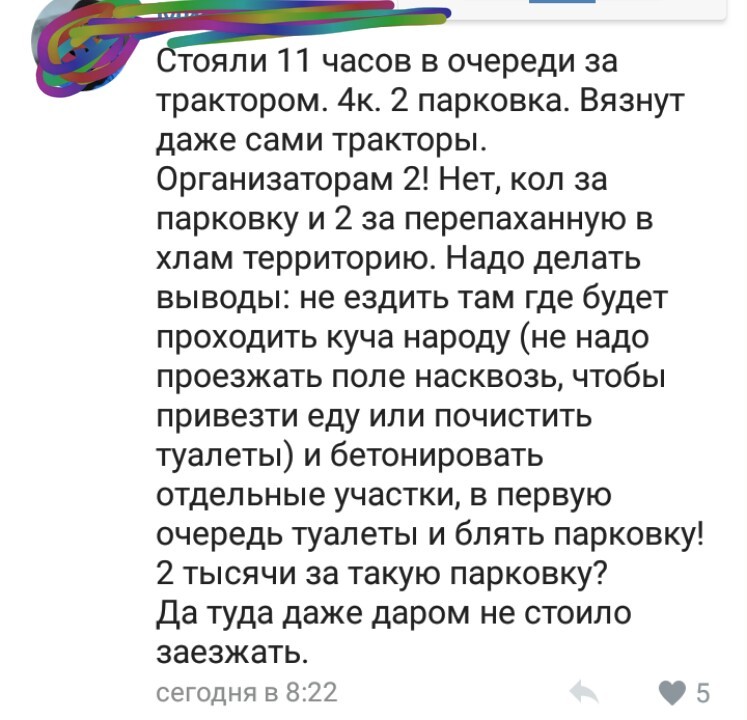 Стояли 11 часов в очереди за
трактором. 4к. 2 парковка. Вязнут
даже сами тракторы.
Организаторам 2! Нет, кол за
парковку и 2 за перепаханную в
хлам территорию. Надо делать
выводы: не ездить там где будет
проходить куча народу (не надо
проезжать поле насквозь, чтобы
привезти еду или почистить
туалеты) и бетонировать
отдельные участки, в первую
очередь туалеты и блять парковку!
2 тысячи за такую парковку?
Да туда даже даром не стоило
заезжать.
сегодня в 8:22
5